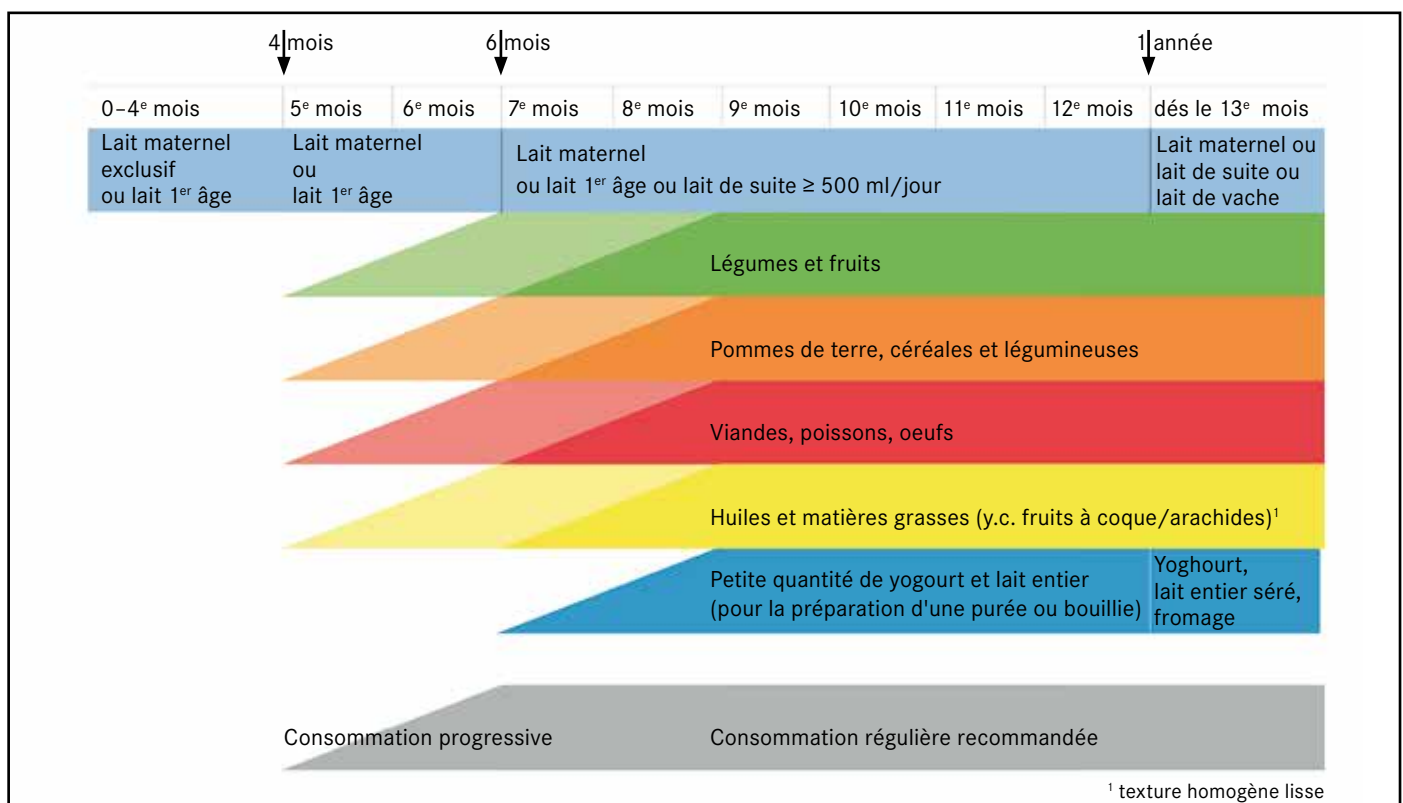 4 mois
6 mois
1 année
0–4e mois
5e mois
6e mois
7e mois
8e mois
9e mois
10e mois
11e mois
12e mois
dés le 13e mois
Lait maternel
exclusif
ou lait 1er âge
Lait maternel
ou
lait 1er âge
Lait maternel
ou lait 1er âge ou lait de suite ≥ 500 ml/jour
Lait maternel ou
lait de suite ou
lait de vache
Légumes et fruits
Pommes de terre, céréales et légumineuses
Viandes, poissons, oeufs
Huiles et matières grasses (y.c. fruits à coque/arachides)1
Petite quantité de yogourt et lait entier
(pour la préparation d'une purée ou bouillie)
Yoghourt,
lait entier séré,
fromage
Consommation progressive
Consommation régulière recommandée
1 texture homogène lisse